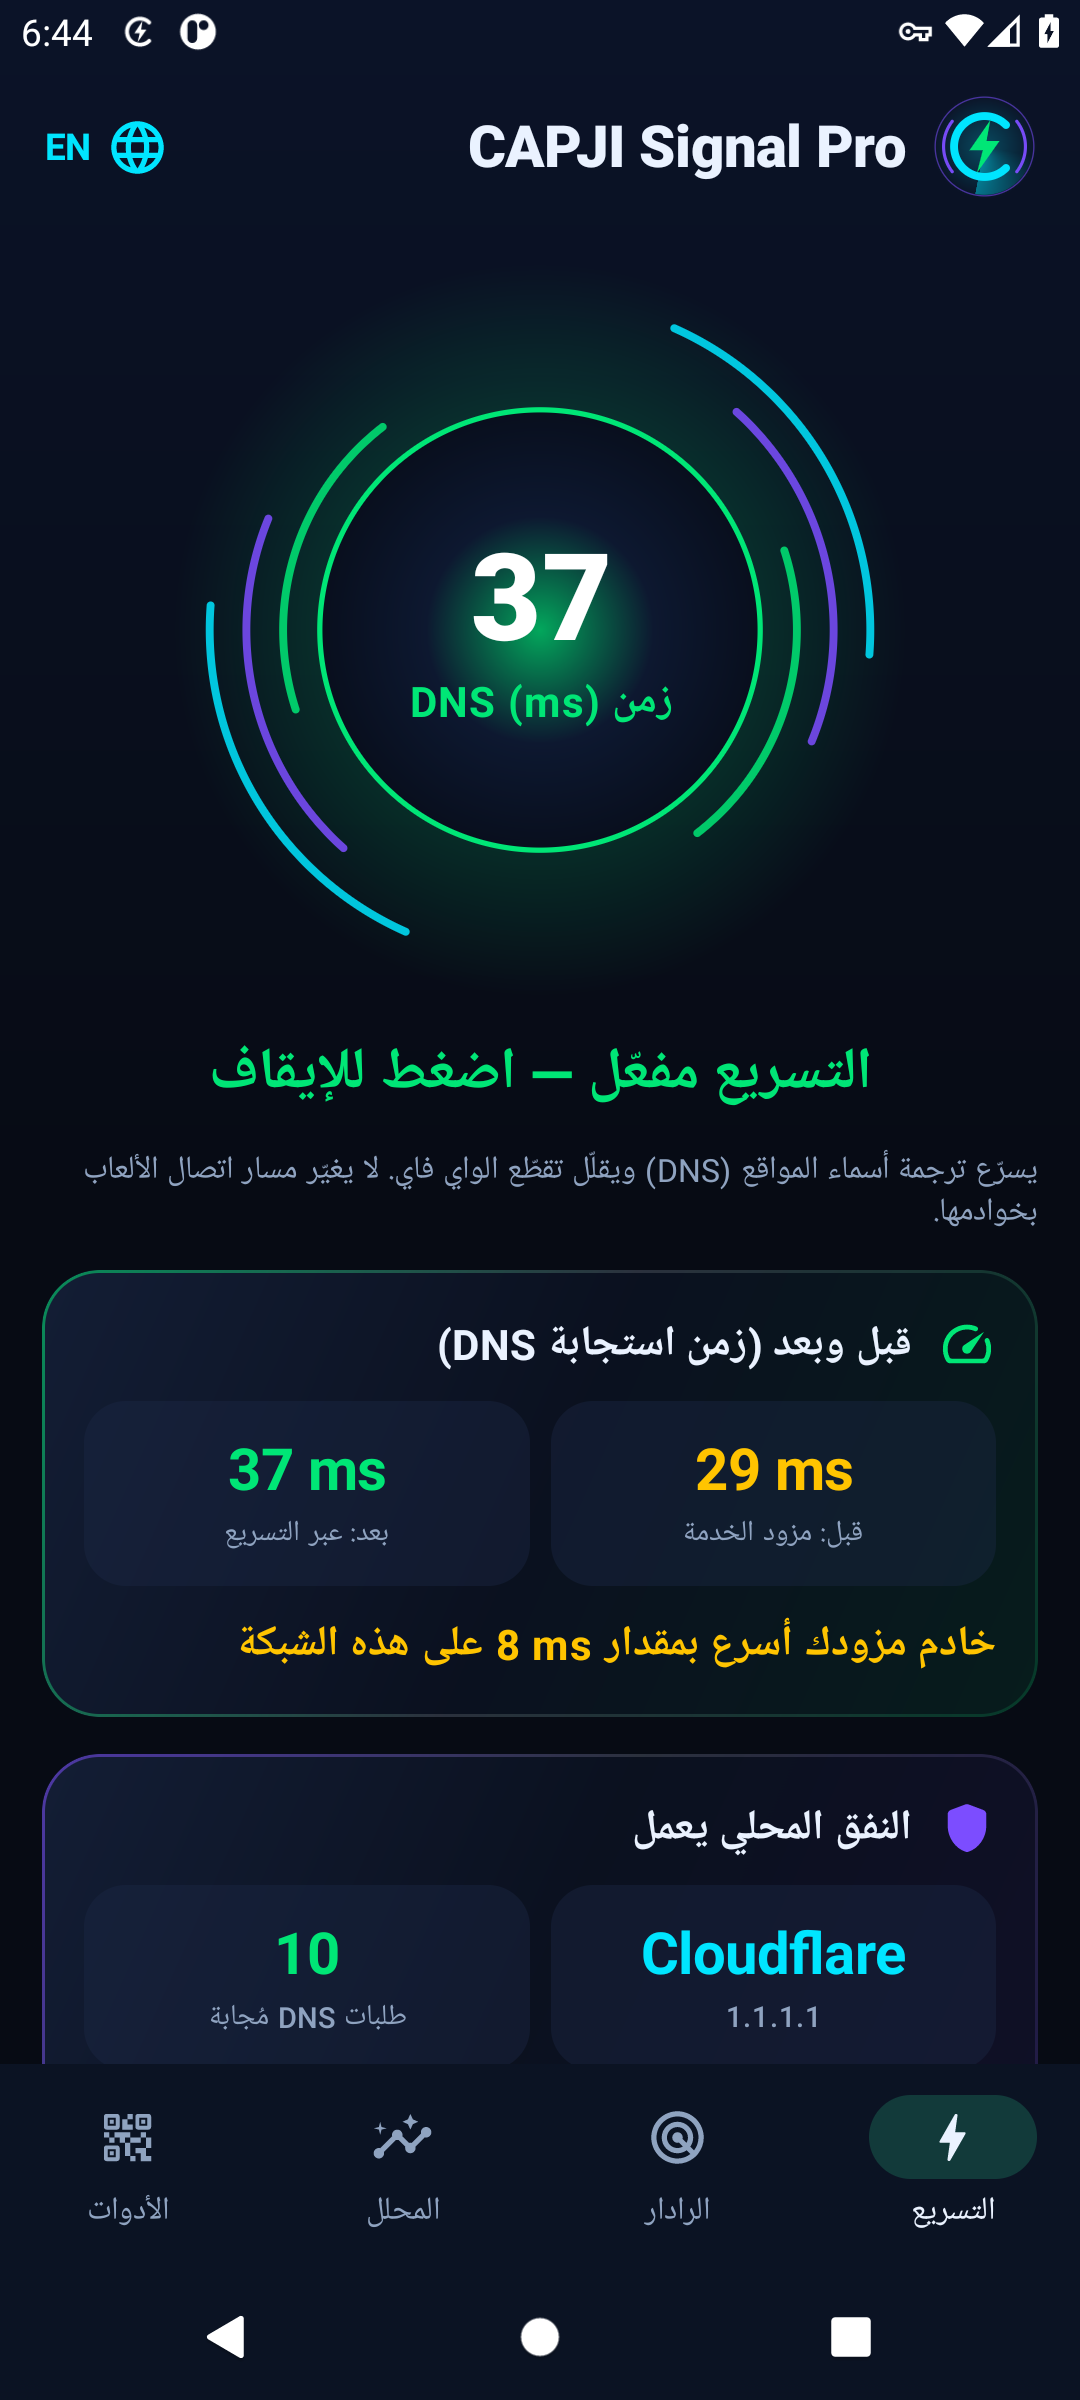 6:44
CAPJI Signal Pro
EN
37
زمن DNS (ms)
التسريع مفعّل — اضغط للإيقاف
يسرّع ترجمة أسماء المواقع (DNS) ويقلّل تقطّع الواي فاي. لا يغيّر مسار اتصال الألعاب
بخوادمها.
قبل وبعد (زمن استجابة DNS)
29 ms
قبل: مزود الخدمة
37 ms
بعد: عبر التسريع
خادم مزودك أسرع بمقدار 8 ms على هذه الشبكة
النفق المحلي يعمل
Cloudflare
1.1.1.1
10
طلبات DNS مُجابة
التسريع
الرادار
المحلل
الأدوات